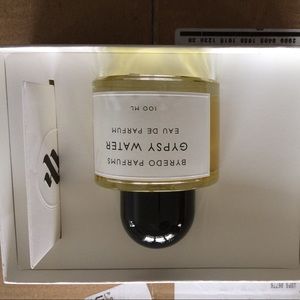 BYREDO PARFUMS
GYPSY WATER
EAU DE PARFUM
100 ML